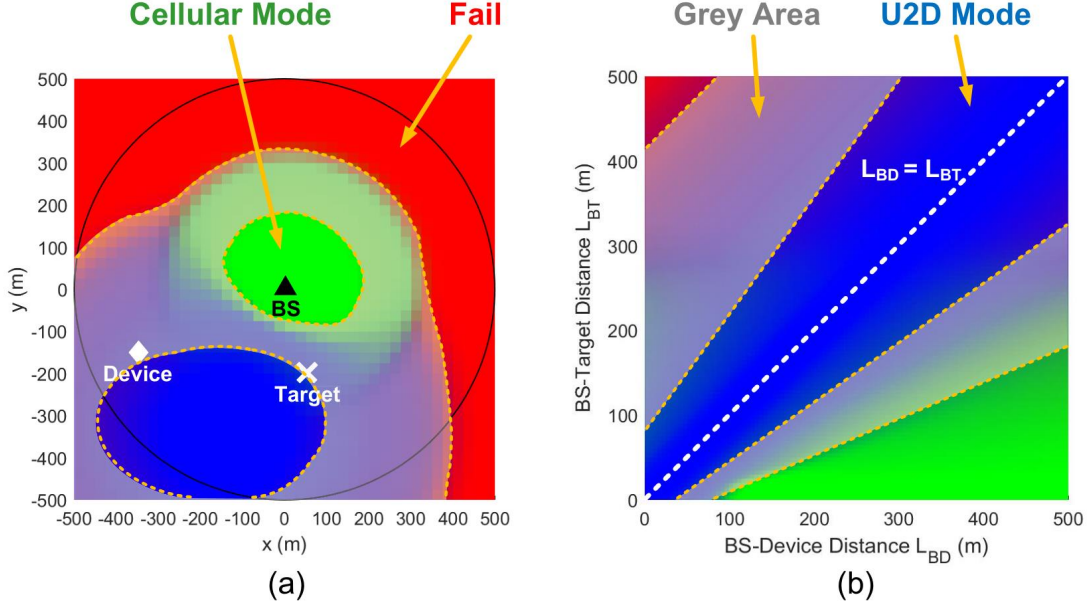 Cellular Mode
Fail
Grey Area
U2D Mode
500
400
300
200
100
0
-100
-200
-300
-400
-500
y (m)
BS
Device
Target
-500 -400 -300 -200 -100 0 100 200 300 400 500
x (m)
(a)
500
400
300
200
100
0
BS-Target Distance L_BT (m)
L_BD = L_BT
0 100 200 300 400 500
BS-Device Distance L_BD (m)
(b)